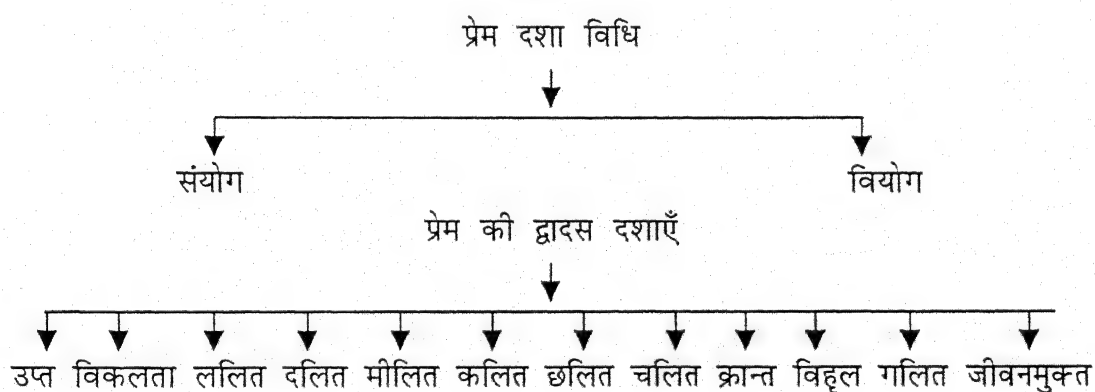 प्रेम दशा विधि
संयोग वियोग
प्रेम की द्वादस दशाएँ
उप्त विकलता ललित दलित मीलित कलित छलित चलित क्रान्त विहृल गलित जीवनमुक्त